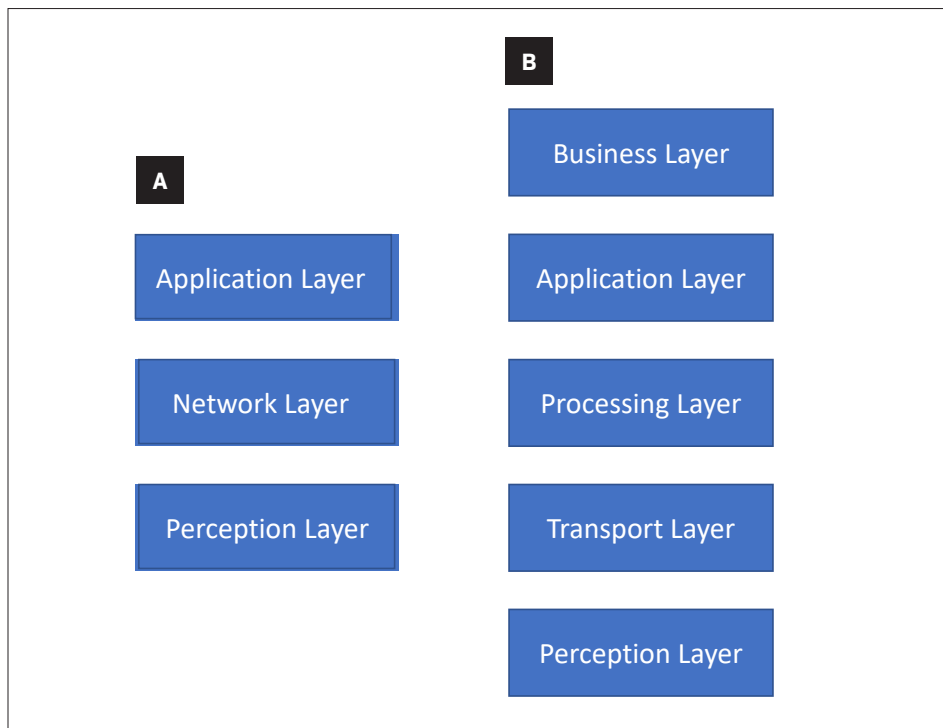 A
Application Layer
Network Layer
Perception Layer
B
Business Layer
Application Layer
Processing Layer
Transport Layer
Perception Layer